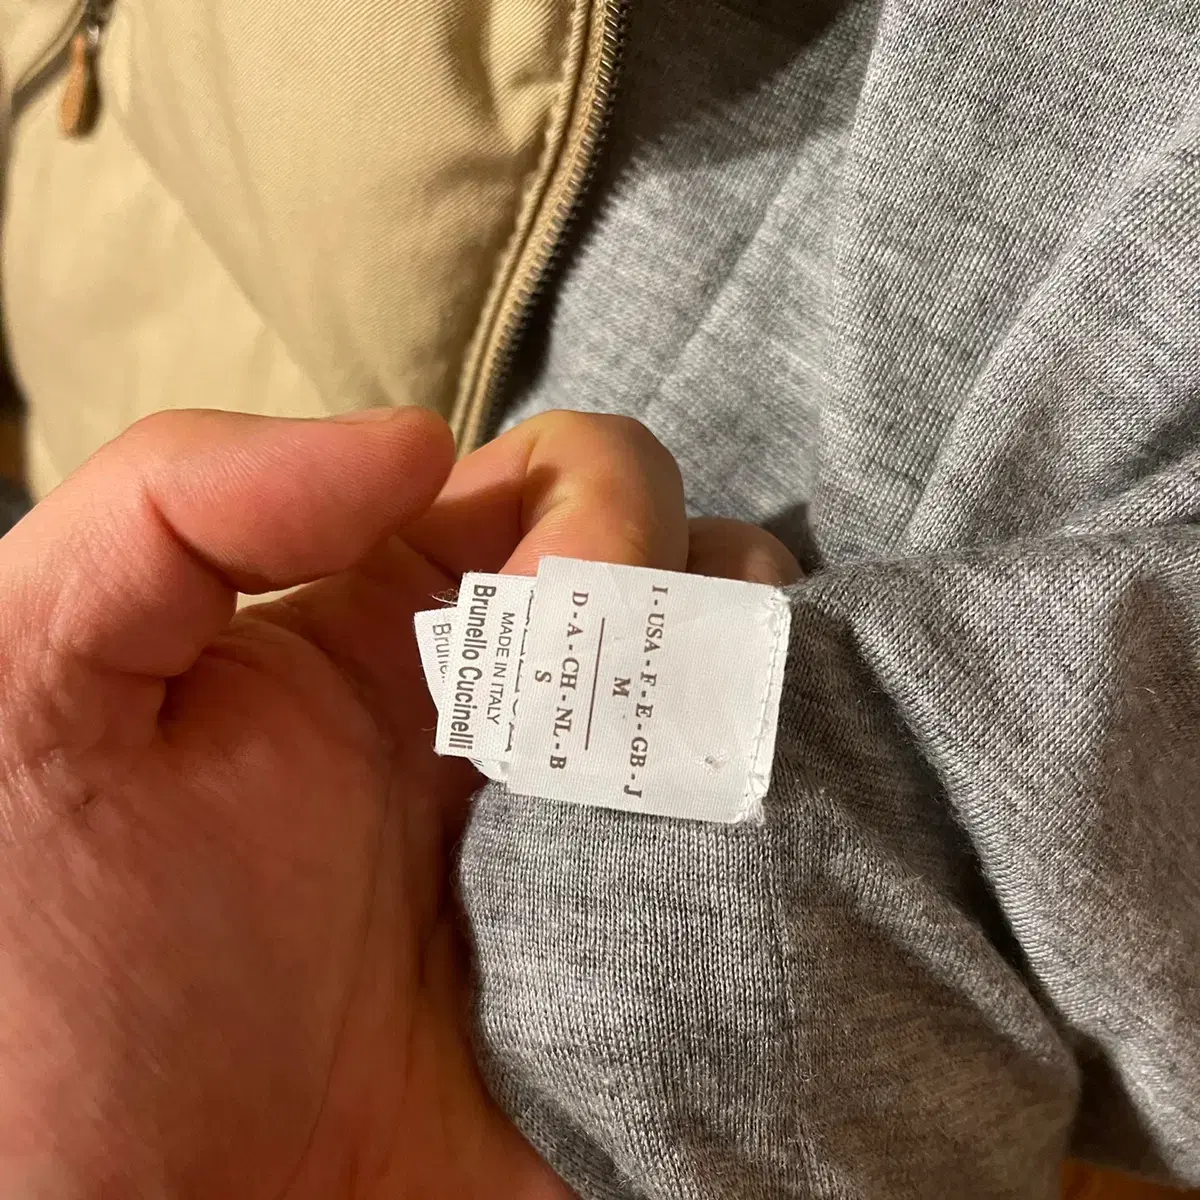 I - USA - F - E - GB - J
M
D - A - CH - NL - B
S
MADE IN ITALY
Brunello Cucinelli